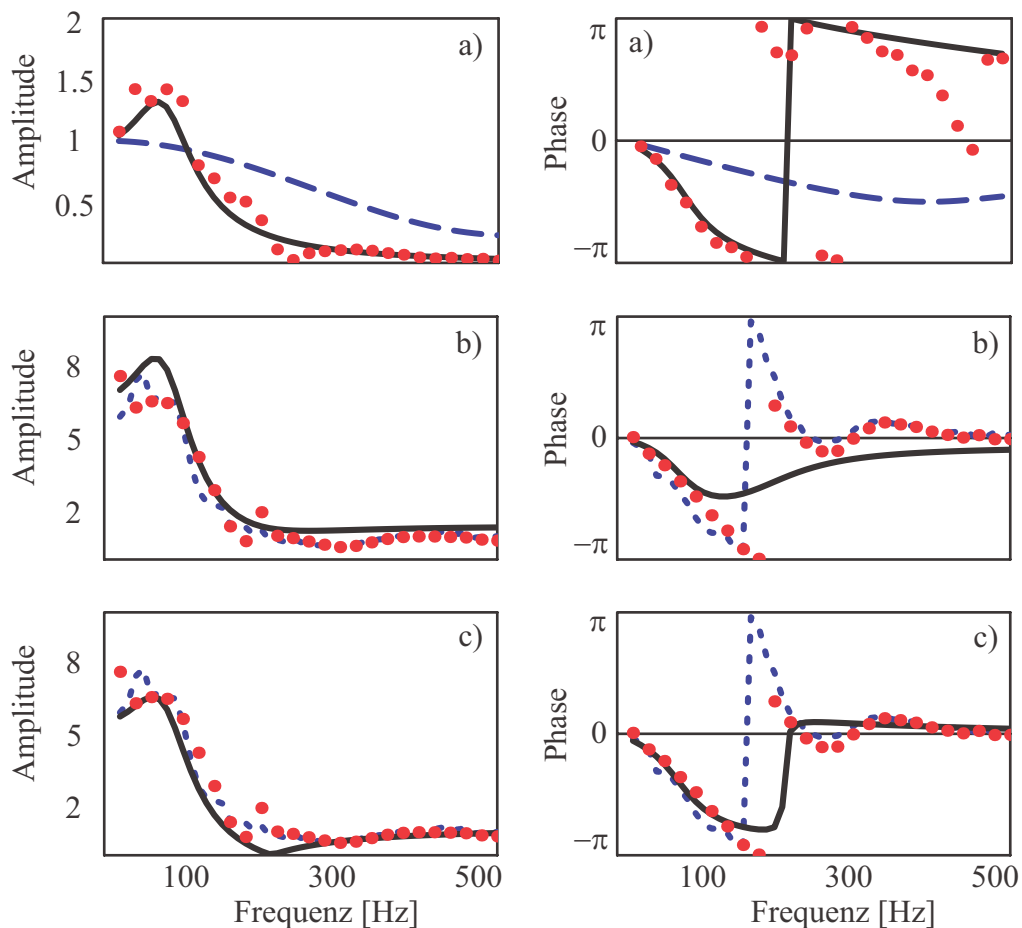 2
1.5
1
0.5
Amplitude
a)
π
0
−π
Phase
a)
8
5
2
Amplitude
b)
π
0
−π
Phase
b)
8
5
2
Amplitude
c)
100
300
500
Frequenz [Hz]
π
0
−π
Phase
c)
100
300
500
Frequenz [Hz]